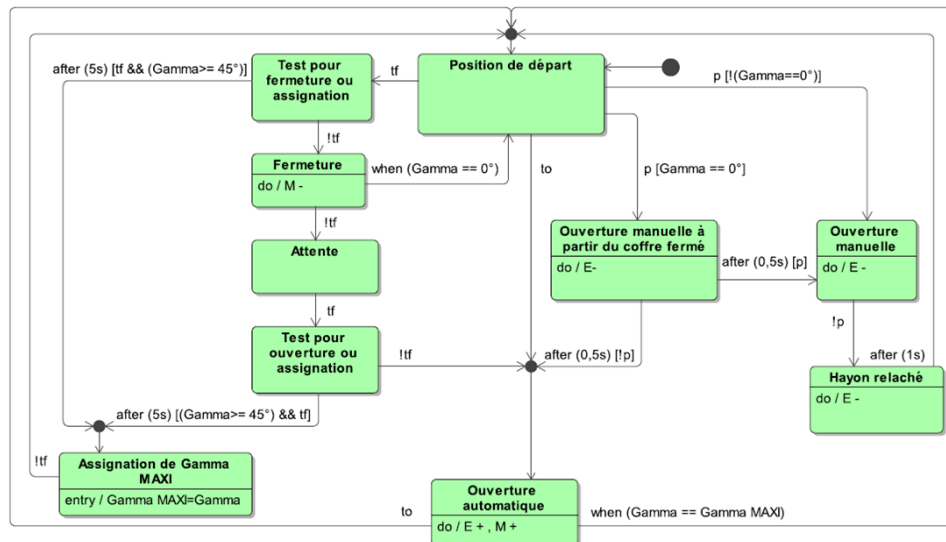 after (5s) [tf && (Gamma>= 45°)]
Test pour
fermeture ou
assignation
tf
Position de départ
p [!(Gamma==0°)]
!tf
Fermeture
do / M -
when (Gamma == 0°)
to
p [Gamma == 0°]
!tf
Attente
Ouverture manuelle à
partir du coffre fermé
do / E-
after (0,5s) [p]
Ouverture
manuelle
do / E -
tf
Test pour
ouverture ou
assignation
!tf
after (0,5s) [!p]
!p
after (1s)
Hayon relaché
do / E -
after (5s) [(Gamma>= 45°) && tf]
!tf
Assignation de Gamma
MAXI
entry / Gamma MAXI=Gamma
to
Ouverture
automatique
do / E + , M +
when (Gamma == Gamma MAXI)